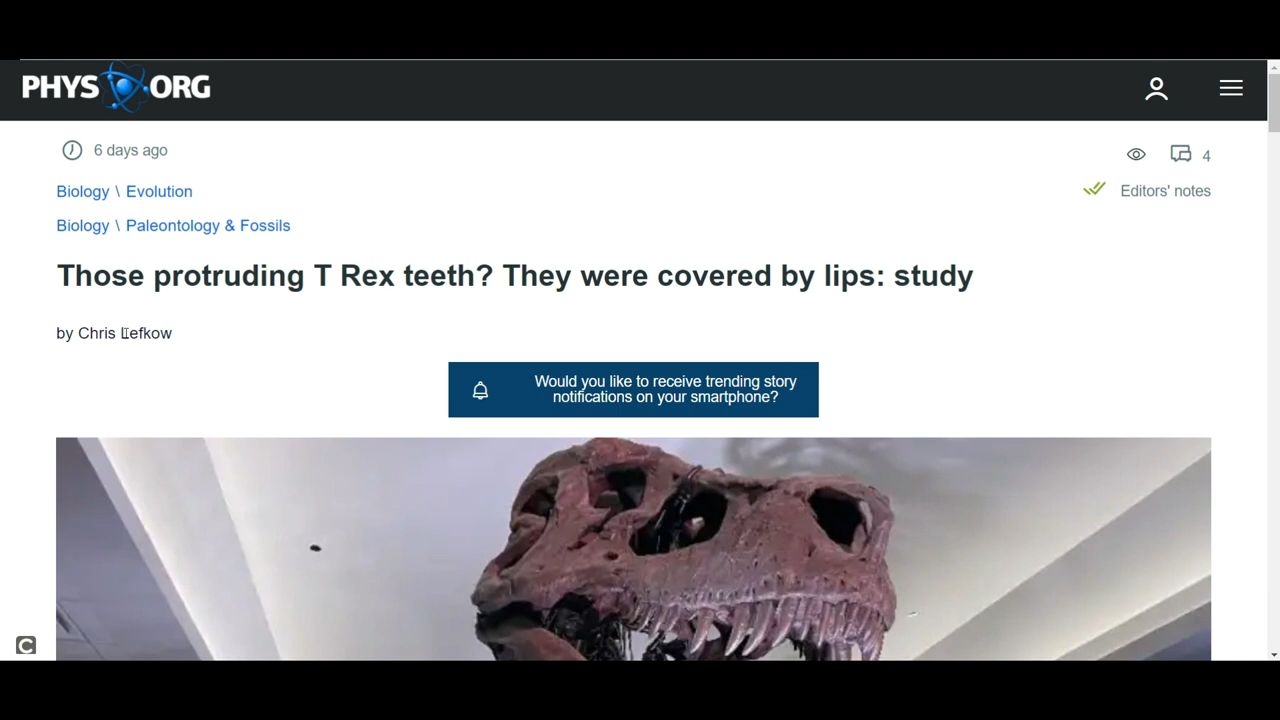 PHYS ORG
6 days ago
4
Biology \ Evolution
Editors' notes
Biology \ Paleontology & Fossils
Those protruding T Rex teeth? They were covered by lips: study
by Chris Lefkow
Would you like to receive trending story
notifications on your smartphone?
C